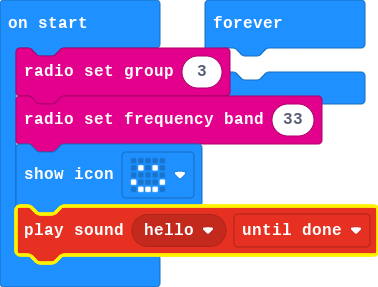 on start
forever
radio set group 3
radio set frequency band 33
show icon
play sound hello until done